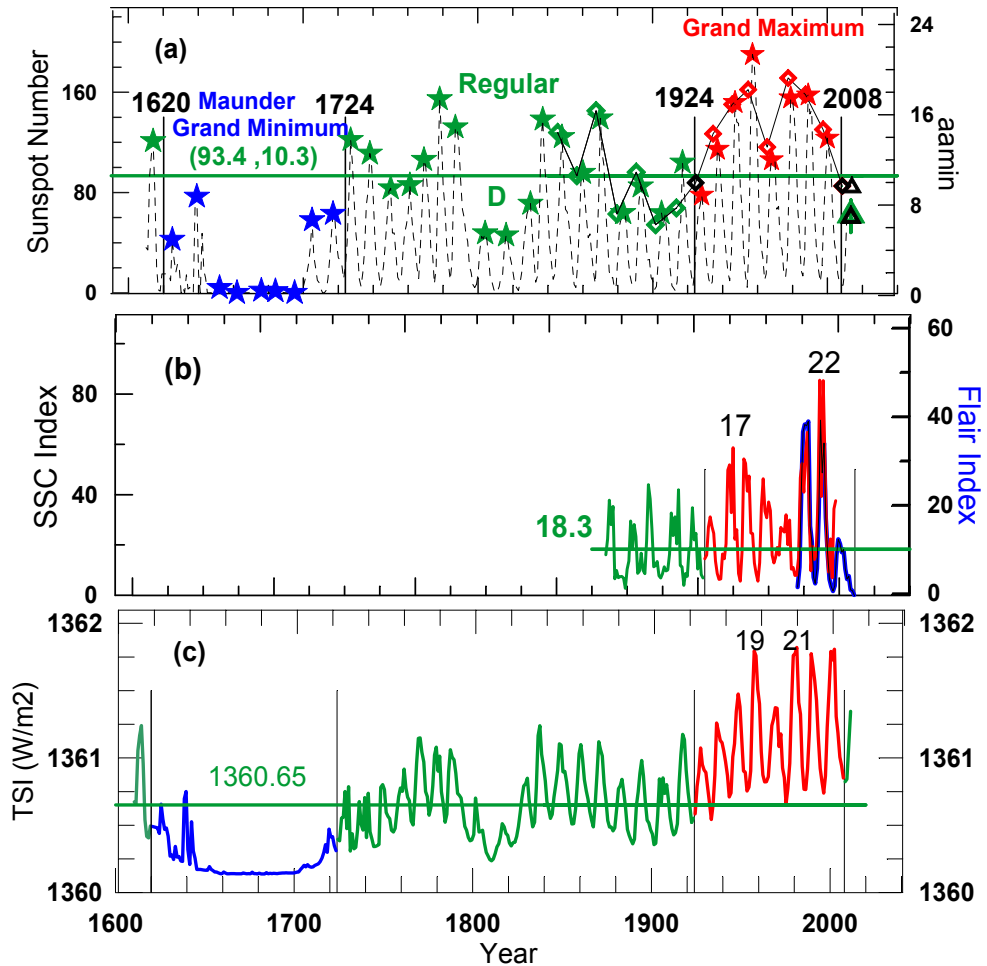 (a)
Grand Maximum
24
Sunspot Number
160
1620
Maunder
Grand Minimum
(93.4 ,10.3)
1724
Regular
1924
2008
16
aamin
80
D
8
0
0
(b)
60
SSC Index
80
22
40
Flair Index
17
40
18.3
20
0
0
1362
(c)
19
21
1362
TSI (W/m2)
1361
1360.65
1361
1360
1360
1600
1700
1800
1900
2000
Year